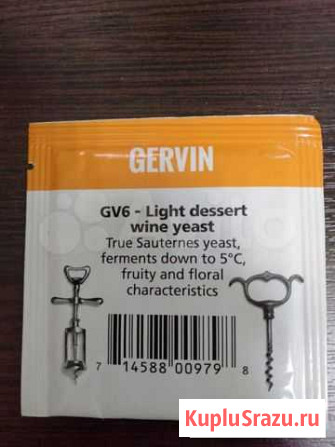 GERVIN
GV6 - Light dessert
wine yeast
True Sauternes yeast,
ferments down to 5°C,
fruity and floral
characteristics
7 14588 00979 8
KupluSrazu.ru